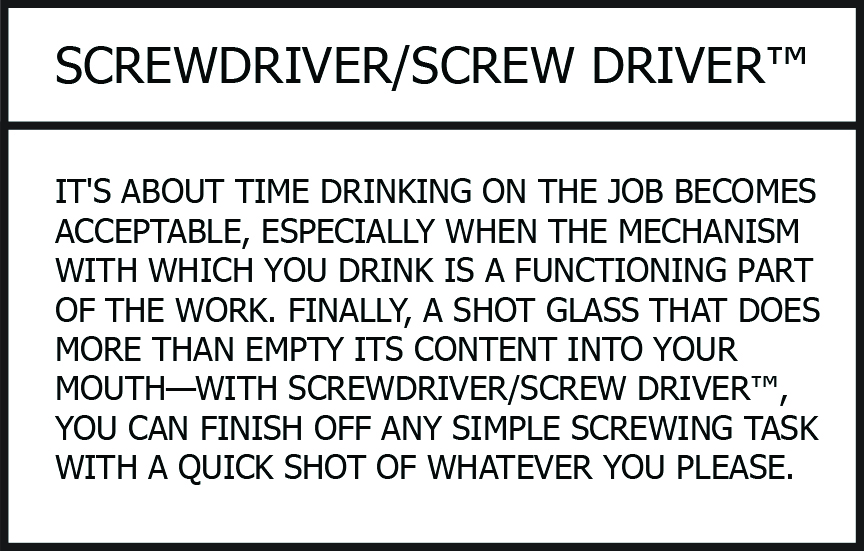 SCREWDRIVER/SCREW DRIVER™
IT'S ABOUT TIME DRINKING ON THE JOB BECOMES
ACCEPTABLE, ESPECIALLY WHEN THE MECHANISM
WITH WHICH YOU DRINK IS A FUNCTIONING PART
OF THE WORK. FINALLY, A SHOT GLASS THAT DOES
MORE THAN EMPTY ITS CONTENT INTO YOUR
MOUTH—WITH SCREWDRIVER/SCREW DRIVER™,
YOU CAN FINISH OFF ANY SIMPLE SCREWING TASK
WITH A QUICK SHOT OF WHATEVER YOU PLEASE.